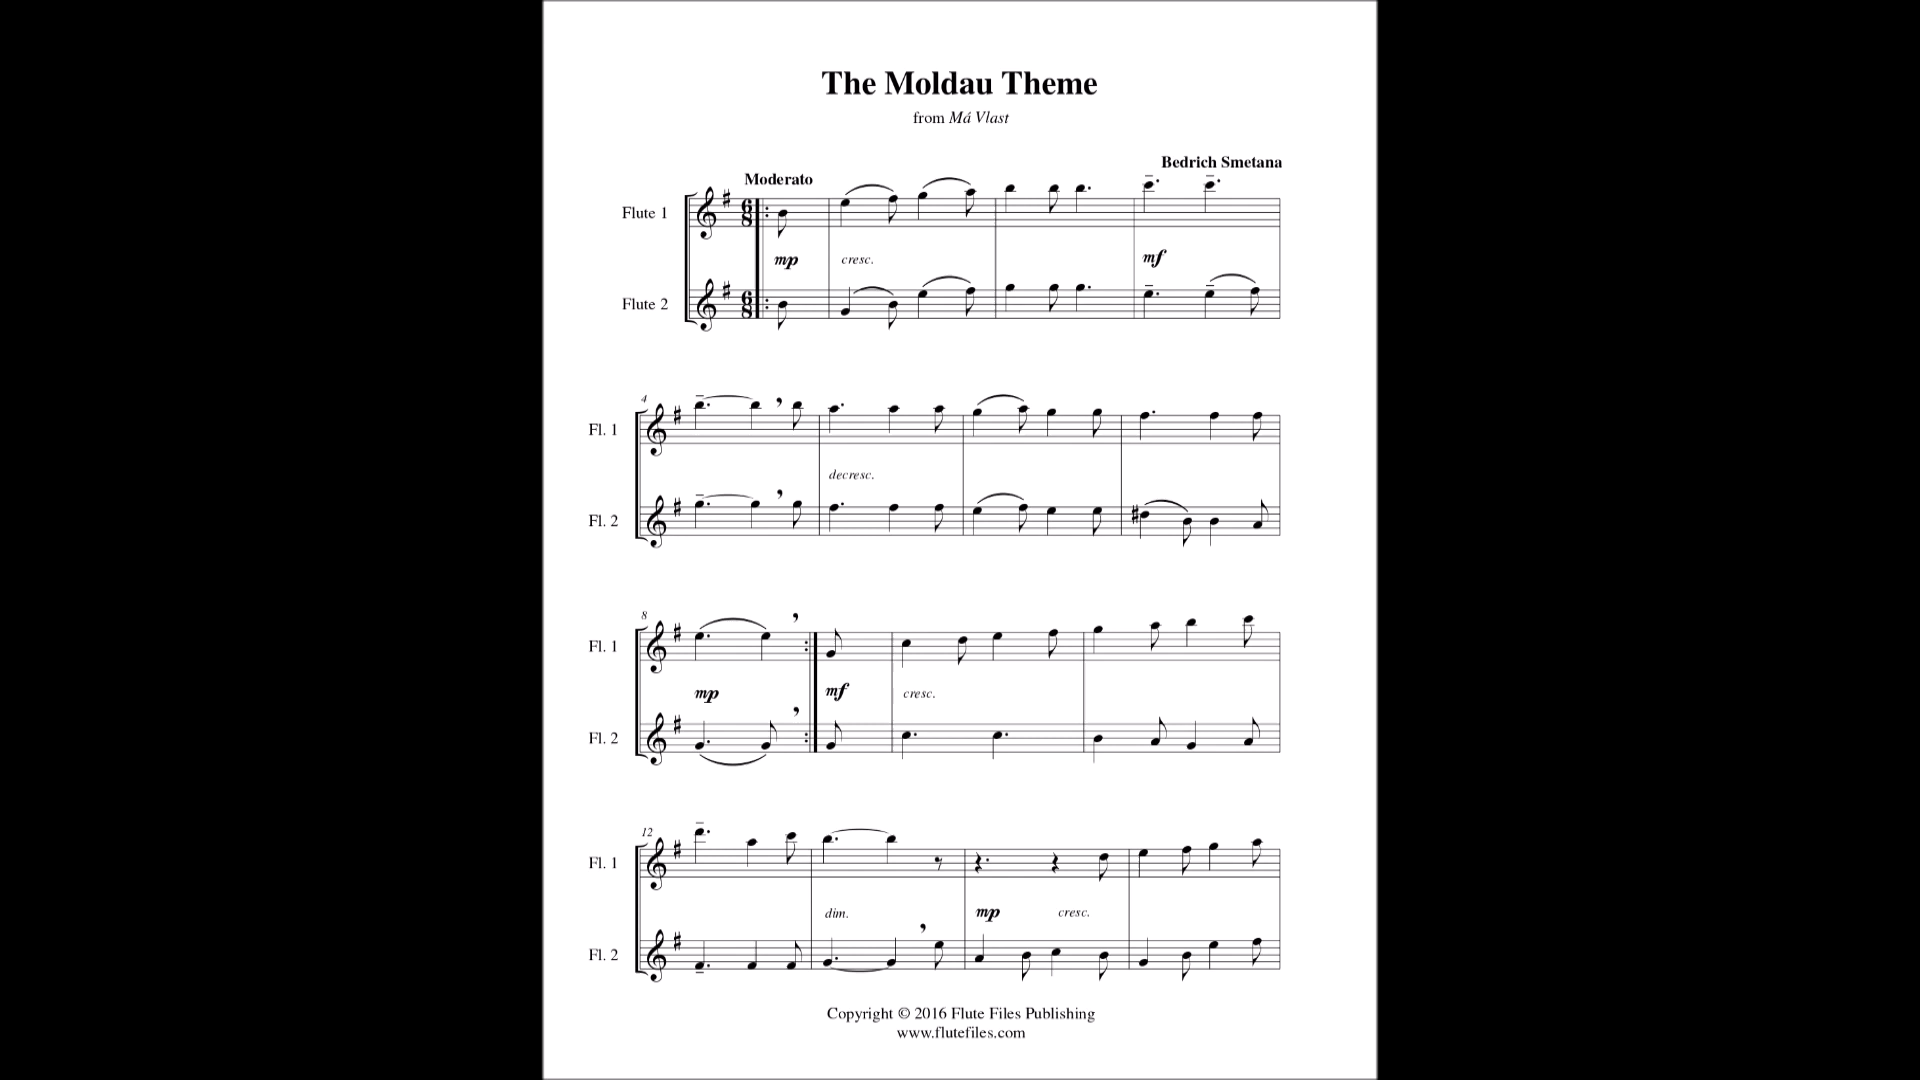 The Moldau Theme
from Má Vlast
Bedrich Smetana
Moderato
Flute 1
mp cresc. mf
Flute 2
4
Fl. 1
decresc.
Fl. 2
8
Fl. 1
mp mf cresc.
Fl. 2
12
Fl. 1
dim. mp cresc.
Fl. 2
Copyright © 2016 Flute Files Publishing
www.flutefiles.com